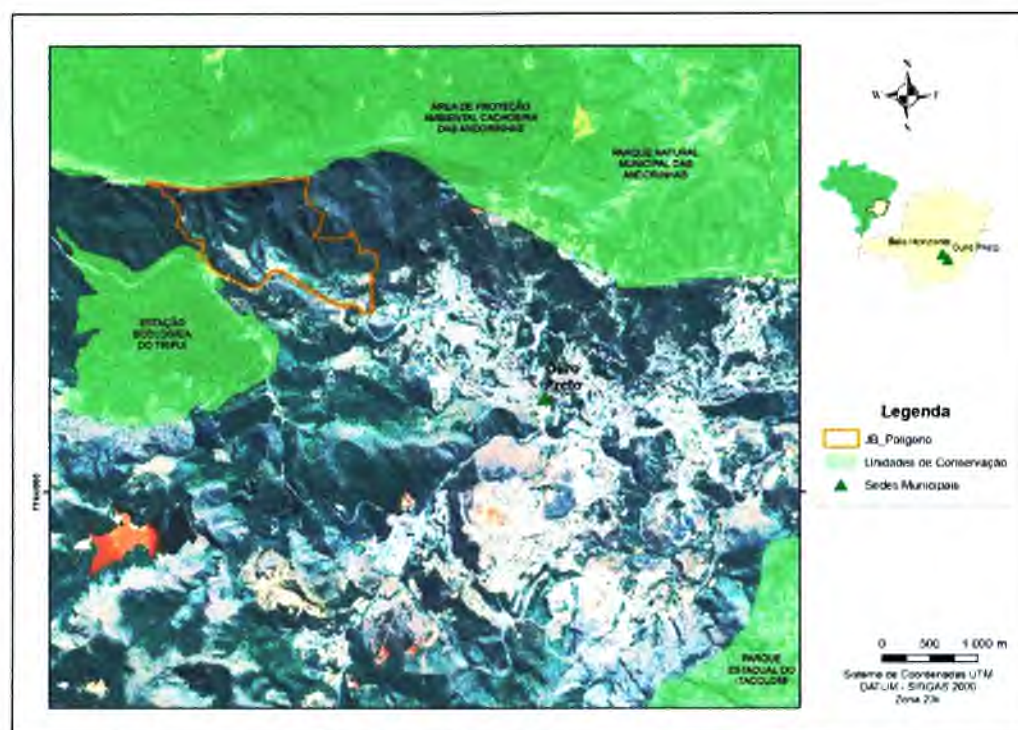 ÁREA DE PROTEÇÃO
AMBIENTAL CACHOEIRA
DAS ANDORINHAS
PARQUE NATURAL
MUNICIPAL DAS
ANDORINHAS
ESTAÇÃO
ECOLÓGICA
DO TRIPUÍ
Ouro
Preto
PARQUE
ESTADUAL DO
ITACOLOMI
N
W
E
S
Belo Horizonte
Ouro Preto
Legenda
JB_Poligono
Unidades de Conservação
Sedes Municipais
0 500 1 000 m
Sistema de Coordenadas UTM
DATUM - SIRGAS 2000
Zona